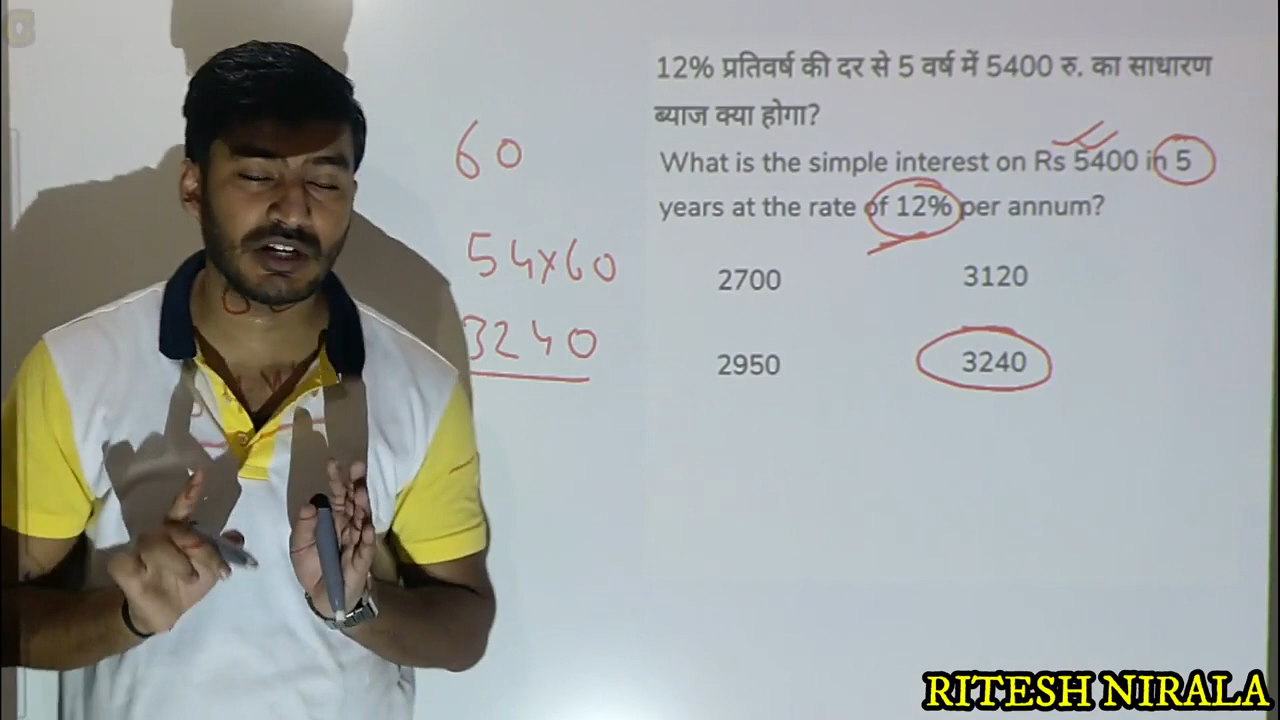 12% प्रतिवर्ष की दर से 5 वर्ष में 5400 रु. का साधारण
ब्याज क्या होगा?
What is the simple interest on Rs 5400 in 5
years at the rate of 12% per annum?
2700 3120
2950 3240
60
54x60
3240
RITESH NIRALA